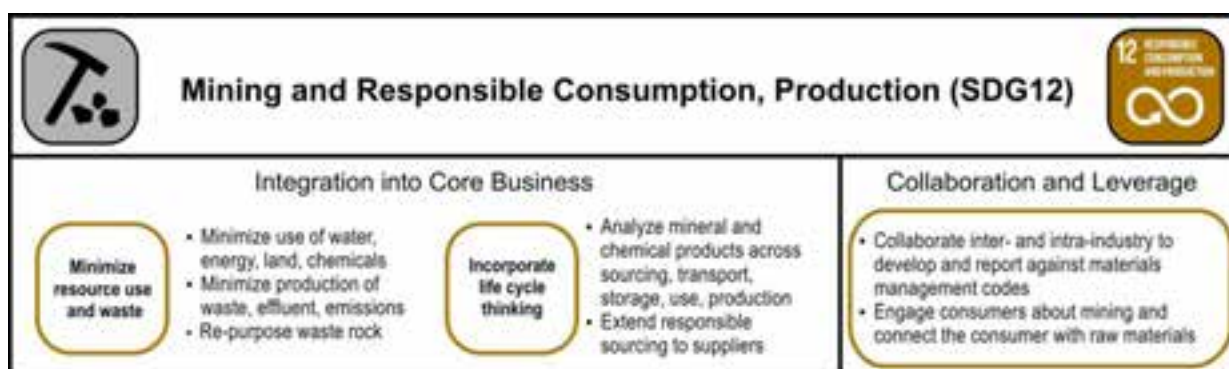 Mining and Responsible Consumption, Production (SDG12)
12 RESPONSIBLE
CONSUMPTION
AND PRODUCTION
Integration into Core Business
Minimize
resource use
and waste
• Minimize use of water,
energy, land, chemicals
• Minimize production of
waste, effluent, emissions
• Re-purpose waste rock
Incorporate
life cycle
thinking
• Analyze mineral and
chemical products across
sourcing, transport,
storage, use, production
• Extend responsible
sourcing to suppliers
Collaboration and Leverage
• Collaborate inter- and intra-industry to
develop and report against materials
management codes
• Engage consumers about mining and
connect the consumer with raw materials